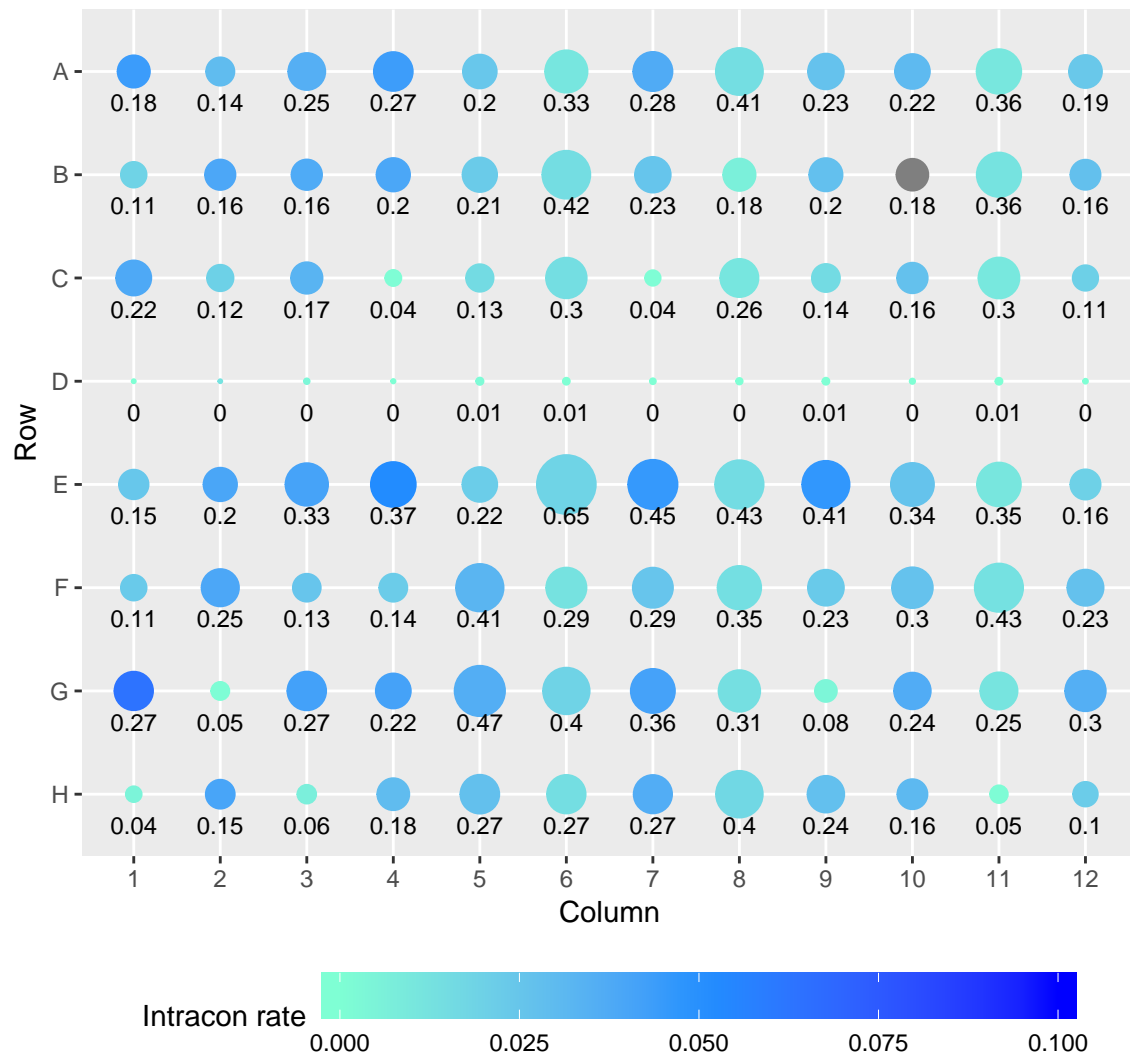 A
0.18 0.14 0.25 0.27 0.2 0.33 0.28 0.41 0.23 0.22 0.36 0.19
B
0.11 0.16 0.16 0.2 0.21 0.42 0.23 0.18 0.2 0.18 0.36 0.16
C
0.22 0.12 0.17 0.04 0.13 0.3 0.04 0.26 0.14 0.16 0.3 0.11
D
0 0 0 0 0.01 0.01 0 0 0.01 0 0.01 0
Row
E
0.15 0.2 0.33 0.37 0.22 0.65 0.45 0.43 0.41 0.34 0.35 0.16
F
0.11 0.25 0.13 0.14 0.41 0.29 0.29 0.35 0.23 0.3 0.43 0.23
G
0.27 0.05 0.27 0.22 0.47 0.4 0.36 0.31 0.08 0.24 0.25 0.3
H
0.04 0.15 0.06 0.18 0.27 0.27 0.27 0.4 0.24 0.16 0.05 0.1
1 2 3 4 5 6 7 8 9 10 11 12
Column
Intracon rate
0.000 0.025 0.050 0.075 0.100